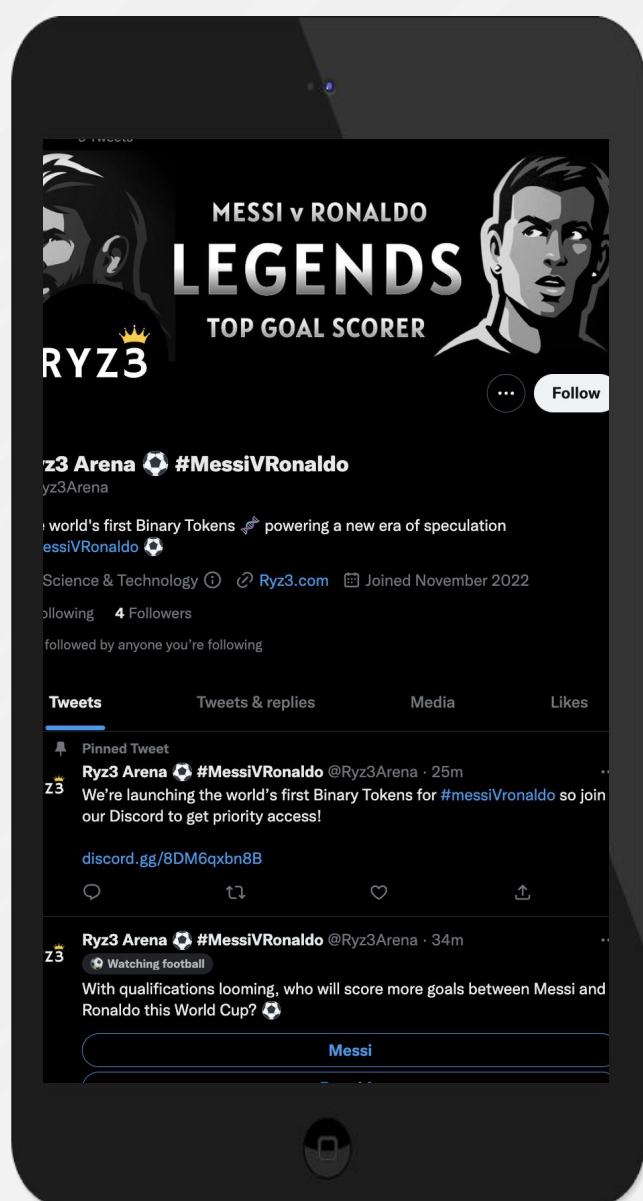 MESSI v RONALDO
LEGENDS
TOP GOAL SCORER
RYZ3
Follow
z3 Arena ⚽ #MessiVRonaldo
yz3Arena
world's first Binary Tokens 🧬 powering a new era of speculation
essiVRonaldo ⚽
Science & Technology Ryz3.com Joined November 2022
ollowing 4 Followers
followed by anyone you're following
Tweets Tweets & replies Media Likes
Pinned Tweet
Ryz3 Arena ⚽ #MessiVRonaldo @Ryz3Arena · 25m
Z3
We're launching the world's first Binary Tokens for #messiVronaldo so join
our Discord to get priority access!
discord.gg/8DM6qxbn8B
Ryz3 Arena ⚽ #MessiVRonaldo @Ryz3Arena · 34m
Z3
⚽ Watching football
With qualifications looming, who will score more goals between Messi and
Ronaldo this World Cup? ⚽
Messi